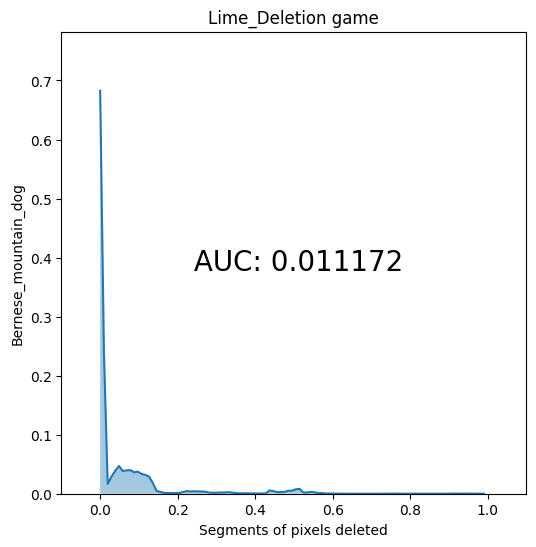 Lime_Deletion game
Bernese_mountain_dog
0.7
0.6
0.5
0.4
0.3
0.2
0.1
0.0
AUC: 0.011172
0.0 0.2 0.4 0.6 0.8 1.0
Segments of pixels deleted